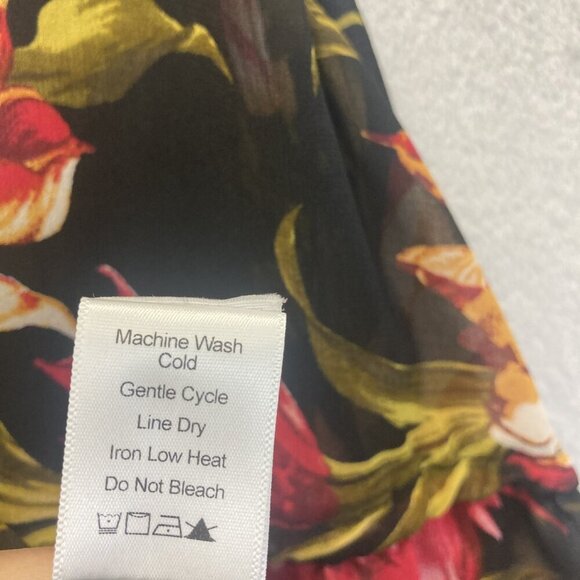 Machine Wash
Cold
Gentle Cycle
Line Dry
Iron Low Heat
Do Not Bleach